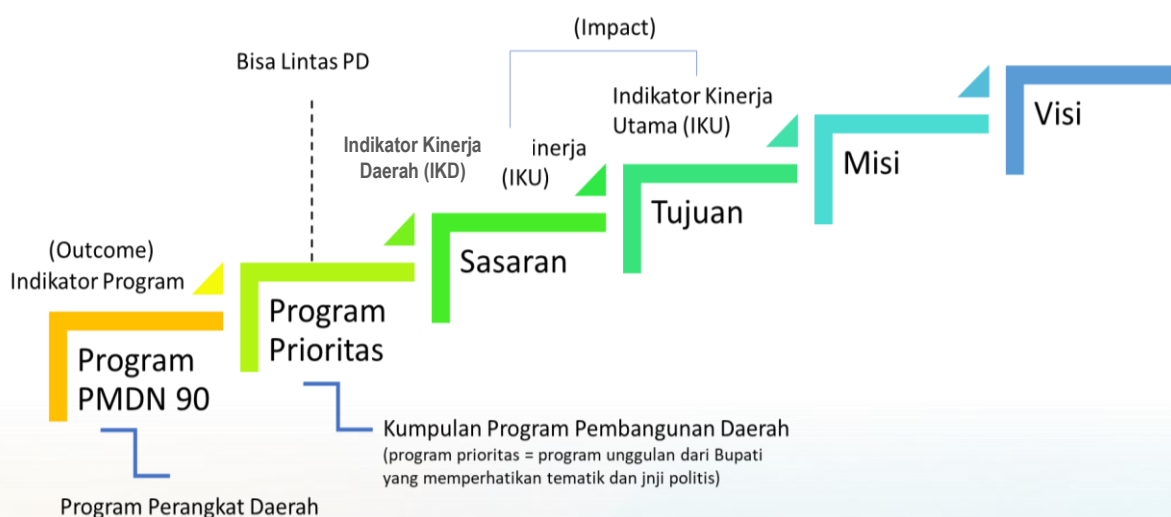 (Impact)
Bisa Lintas PD
Indikator Kinerja
Utama (IKU)
Visi
Indikator Kinerja
Daerah (IKD)
inerja
(IKU)
Misi
Tujuan
(Outcome)
Indikator Program
Sasaran
Program
Prioritas
Program
PMDN 90
Kumpulan Program Pembangunan Daerah
(program prioritas = program unggulan dari Bupati
yang memperhatikan tematik dan jnji politis)
Program Perangkat Daerah